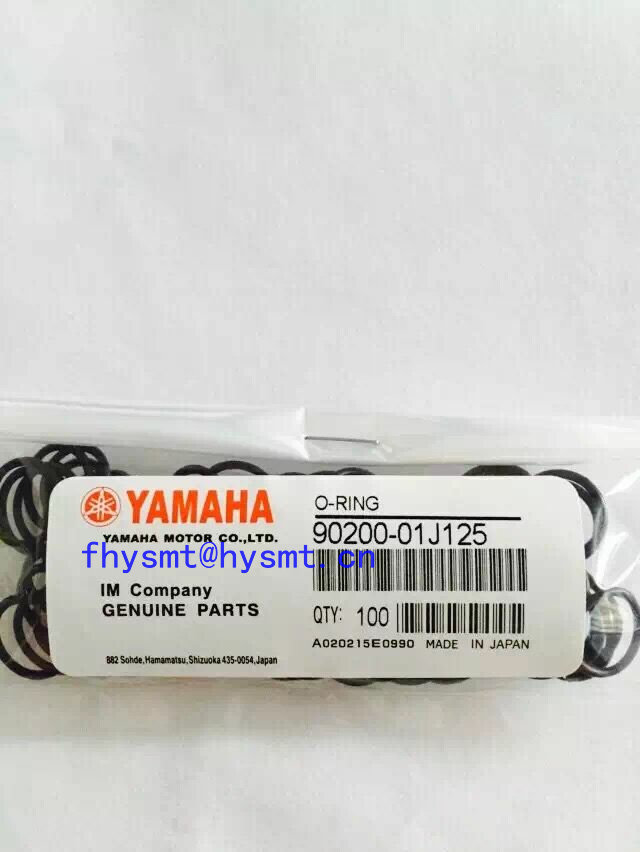 YAMAHA
YAMAHA MOTOR CO.,LTD.
fhysmt@hysmt.cn
IM Company
GENUINE PARTS
882 Sohde,Hamamatsu,Shizuoka 435-0054,Japan
O-RING
90200-01J125
QTY: 100
A020215E0990 MADE IN JAPAN